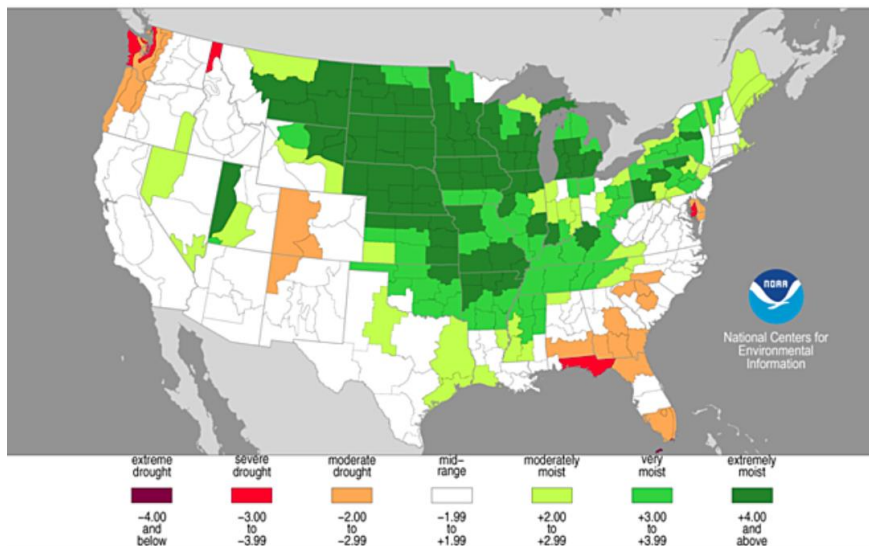 NOAA
National Centers for
Environmental
Information
extreme drought
severe drought
moderate drought
mid-range
moderately moist
very moist
extremely moist
-4.00 and below
-3.00 to -3.99
-2.00 to -2.99
-1.99 to +1.99
+2.00 to +2.99
+3.00 to +3.99
+4.00 and above